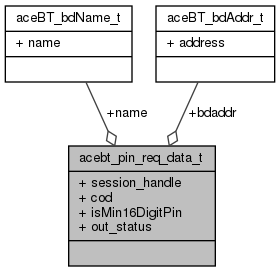 aceBT_bdName_t
+ name
aceBT_bdAddr_t
+ address
+name
+bdaddr
acebt_pin_req_data_t
+ session_handle
+ cod
+ isMin16DigitPin
+ out_status